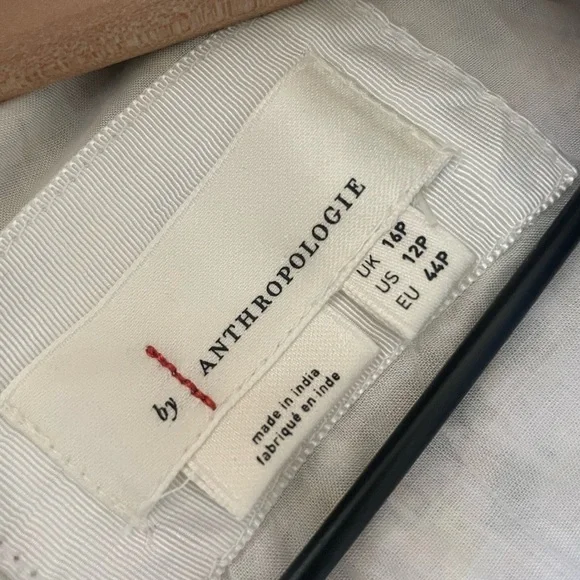 by ANTHROPOLOGIE
UK 16P
US 12P
EU 44P
made in india
fabriqué en inde